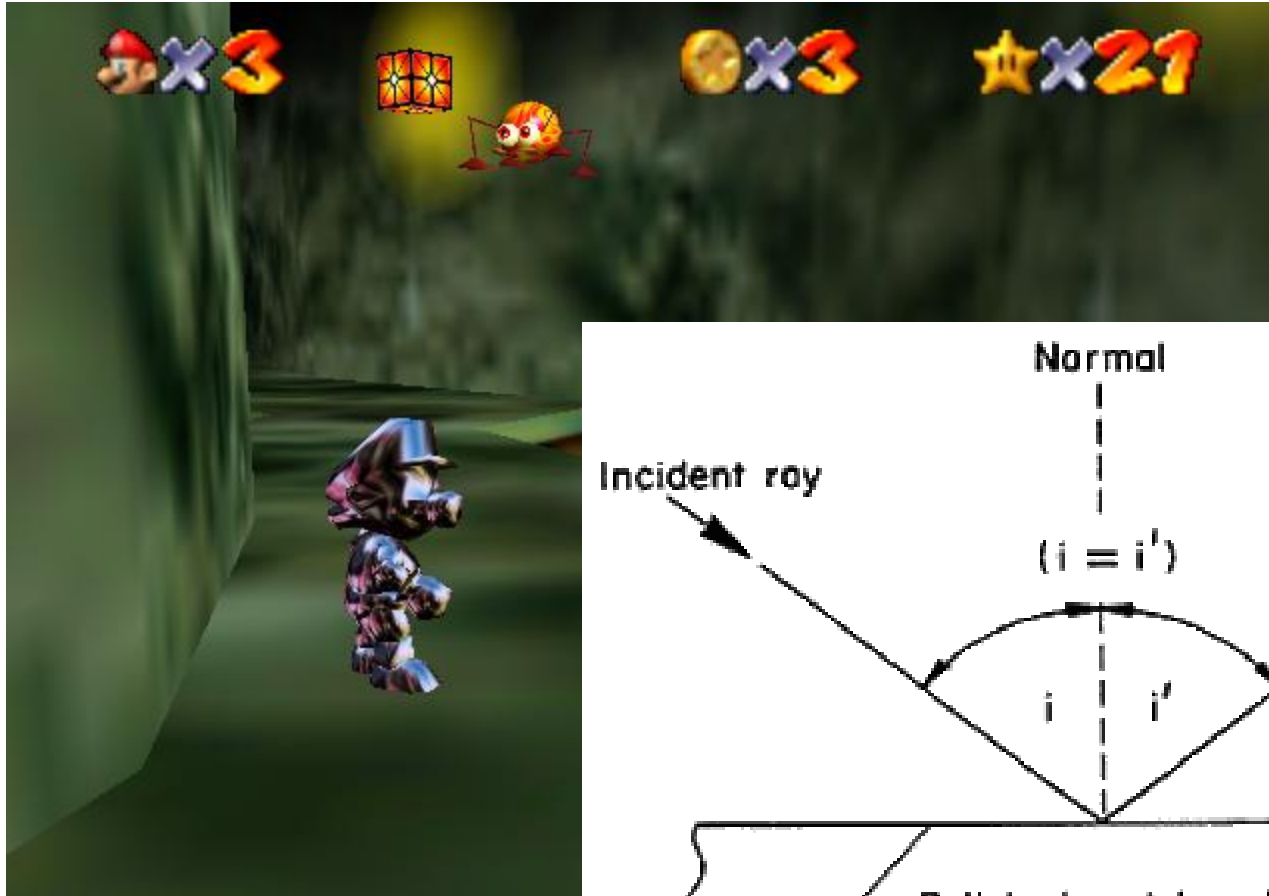 ×3
×3
×21
Normal
Incident ray
(i = i')
i
i'